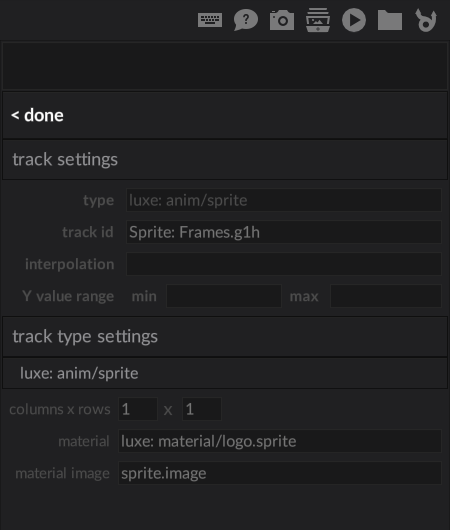 < done
track settings
type luxe: anim/sprite
track id Sprite: Frames.g1h
interpolation
Y value range min max
track type settings
luxe: anim/sprite
columns x rows 1 x 1
material luxe: material/logo.sprite
material image sprite.image